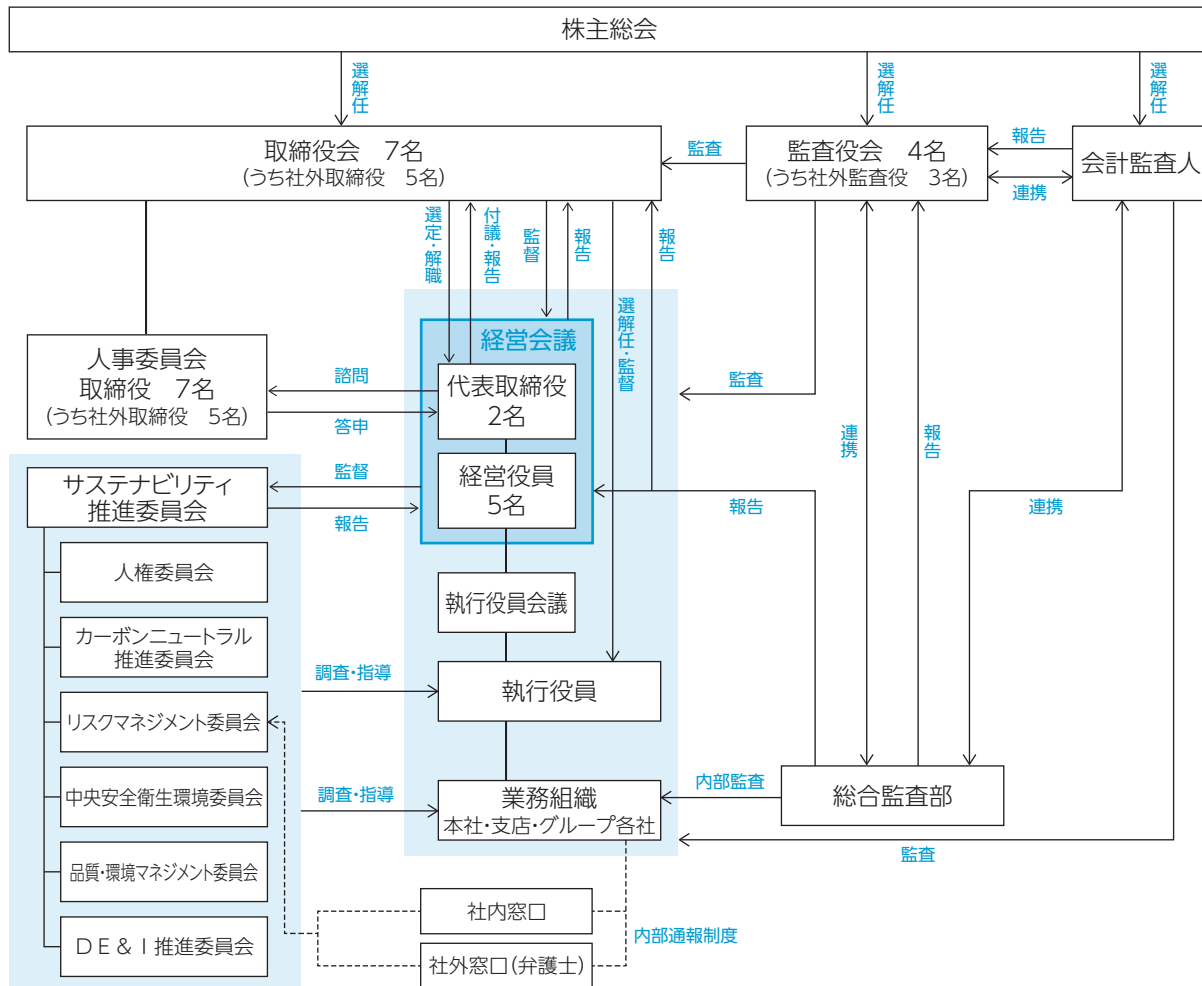 株主総会
選解任
選解任
選解任
取締役会　7名
(うち社外取締役　5名)
監査
監査役会　4名
(うち社外監査役　3名)
報告
連携
会計監査人
選定・解職
付議・報告
監督
報告
選解任・監督
報告
人事委員会
取締役　7名
(うち社外取締役　5名)
諮問
答申
経営会議
代表取締役
2名
経営役員
5名
監査
連携
報告
連携
サステナビリティ
推進委員会
監督
報告
報告
人権委員会
カーボンニュートラル
推進委員会
リスクマネジメント委員会
中央安全衛生環境委員会
品質・環境マネジメント委員会
DE&I推進委員会
執行役員会議
調査・指導
執行役員
調査・指導
業務組織
本社・支店・グループ各社
内部監査
総合監査部
監査
社内窓口
社外窓口(弁護士)
内部通報制度